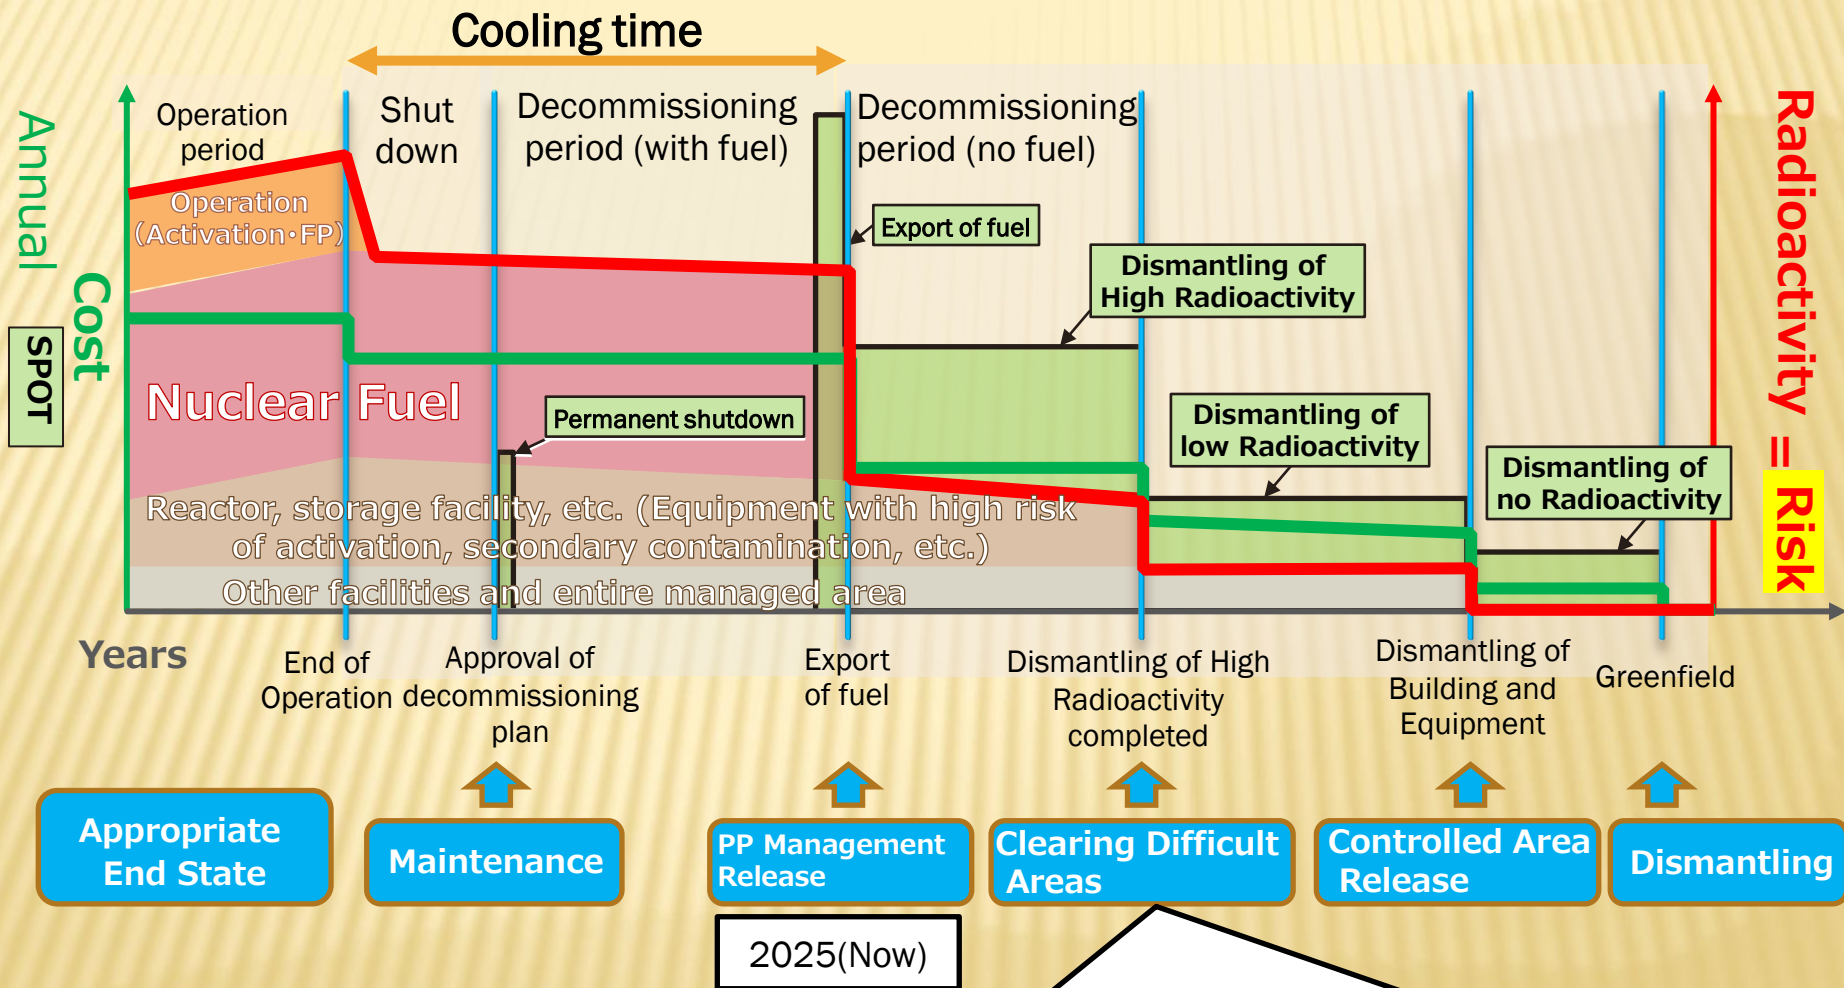 Cooling time
Annual
Cost
SPOT
Operation
period
Shut
down
Decommissioning
period (with fuel)
Decommissioning
period (no fuel)
Radioactivity = Risk
Operation
(Activation・FP)
Export of fuel
Dismantling of
High Radioactivity
Nuclear Fuel
Permanent shutdown
Dismantling of
low Radioactivity
Dismantling of
no Radioactivity
Reactor, storage facility, etc. (Equipment with high risk
of activation, secondary contamination, etc.)
Other facilities and entire managed area
Years
End of
Operation
Approval of
decommissioning
plan
Export
of fuel
Dismantling of High
Radioactivity
completed
Dismantling of
Building and
Equipment
Greenfield
Appropriate
End State
Maintenance
PP Management
Release
Clearing Difficult
Areas
Controlled Area
Release
Dismantling
2025(Now)